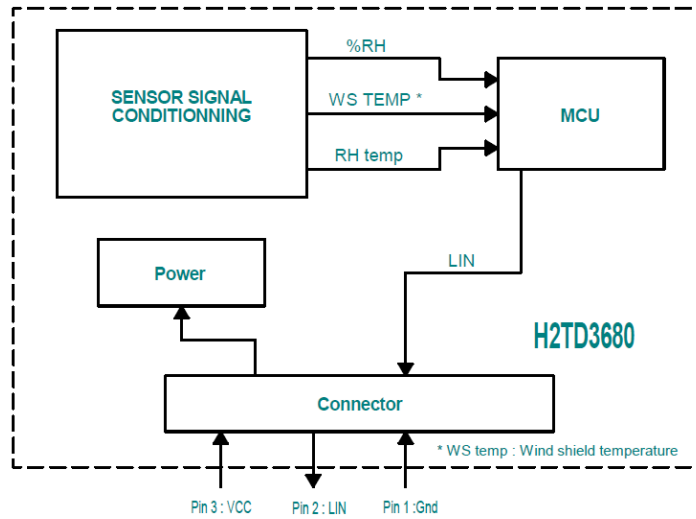 %RH
SENSOR SIGNAL
CONDITIONNING
WS TEMP *
MCU
RH temp
Power
LIN
H2TD3680
Connector
* WS temp : Wind shield temperature
Pin 3 : VCC
Pin 2 : LIN
Pin 1 :Gnd